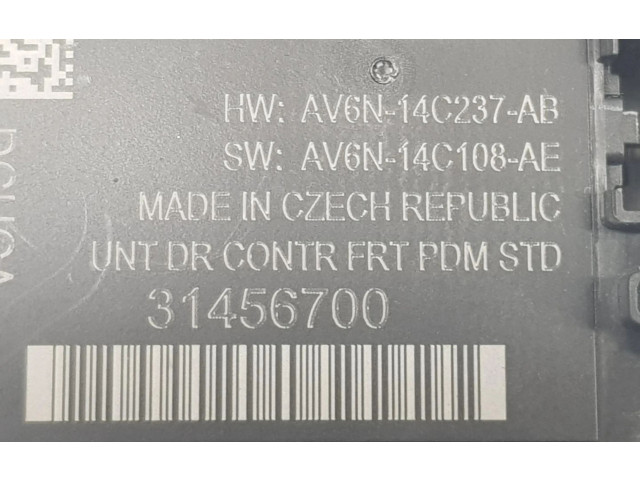 HW: AV6N-14C237-AB
SW: AV6N-14C108-AE
MADE IN CZECH REPUBLIC
UNT DR CONTR FRT PDM STD
31456700